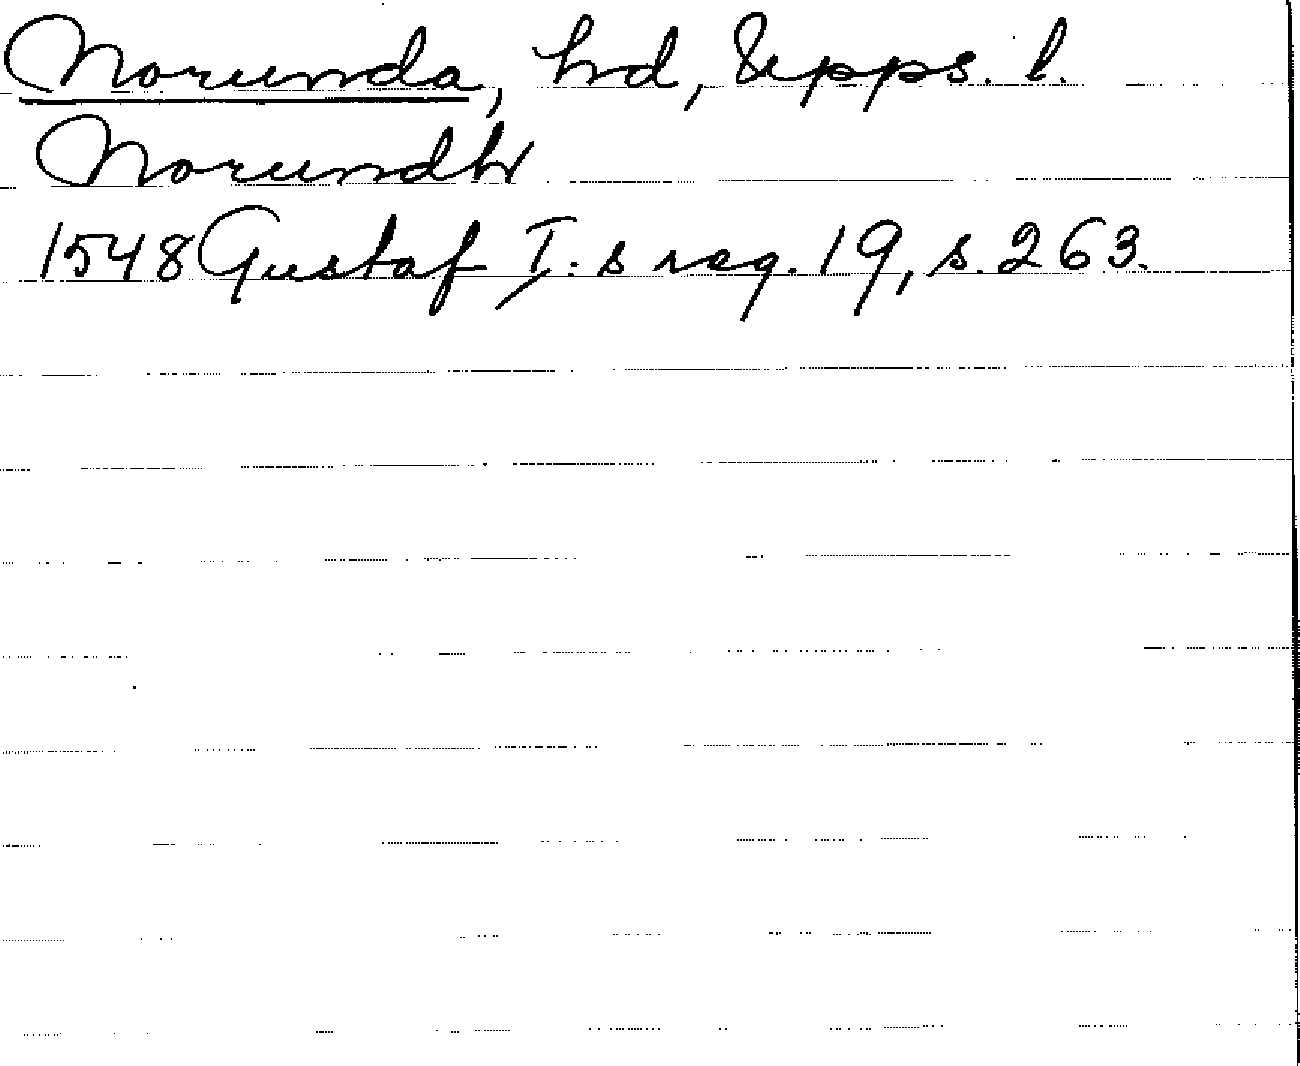 Norunda, hd, Upps. l.
Norundh
1548 Gustaf I:s reg. 19, s. 263.